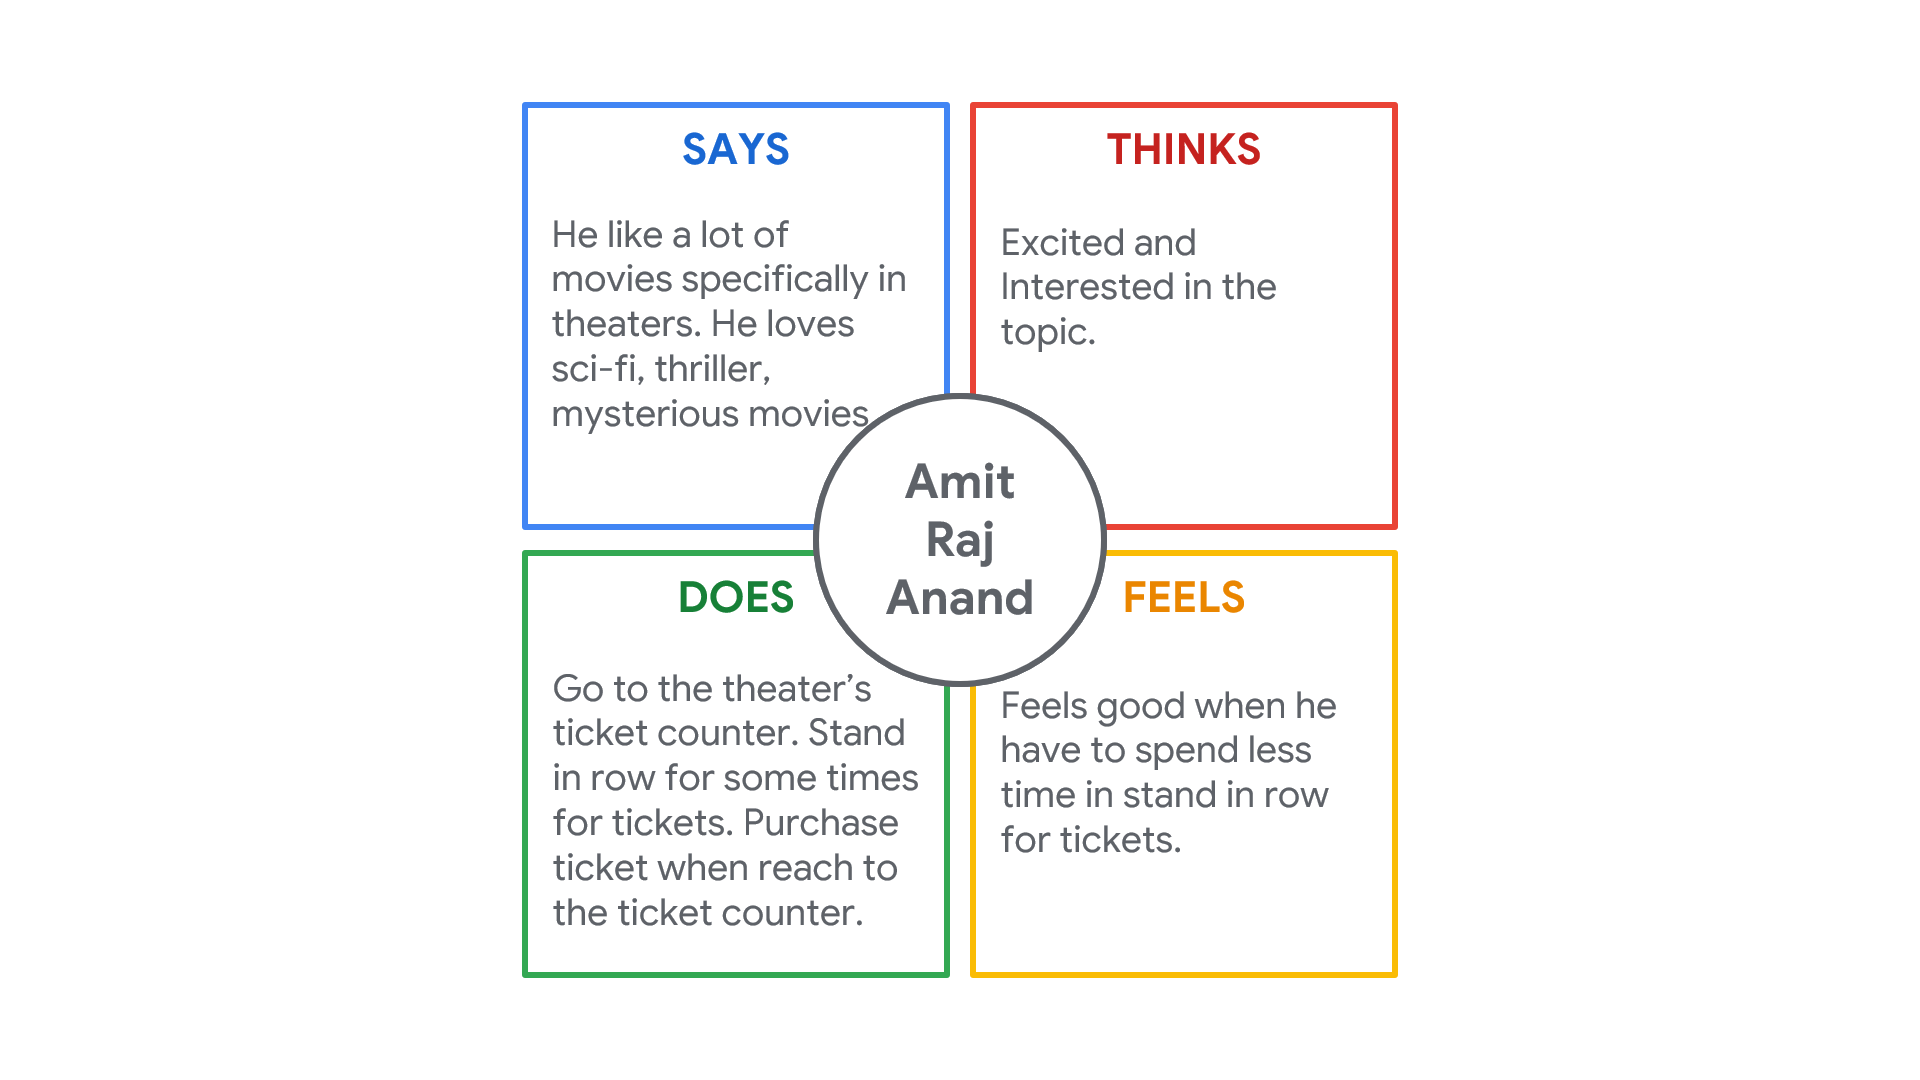 SAYS
He like a lot of
movies specifically in
theaters. He loves
sci-fi, thriller,
mysterious movies
THINKS
Excited and
Interested in the
topic.
Amit
Raj
Anand
DOES
Go to the theater’s
ticket counter. Stand
in row for some times
for tickets. Purchase
ticket when reach to
the ticket counter.
FEELS
Feels good when he
have to spend less
time in stand in row
for tickets.